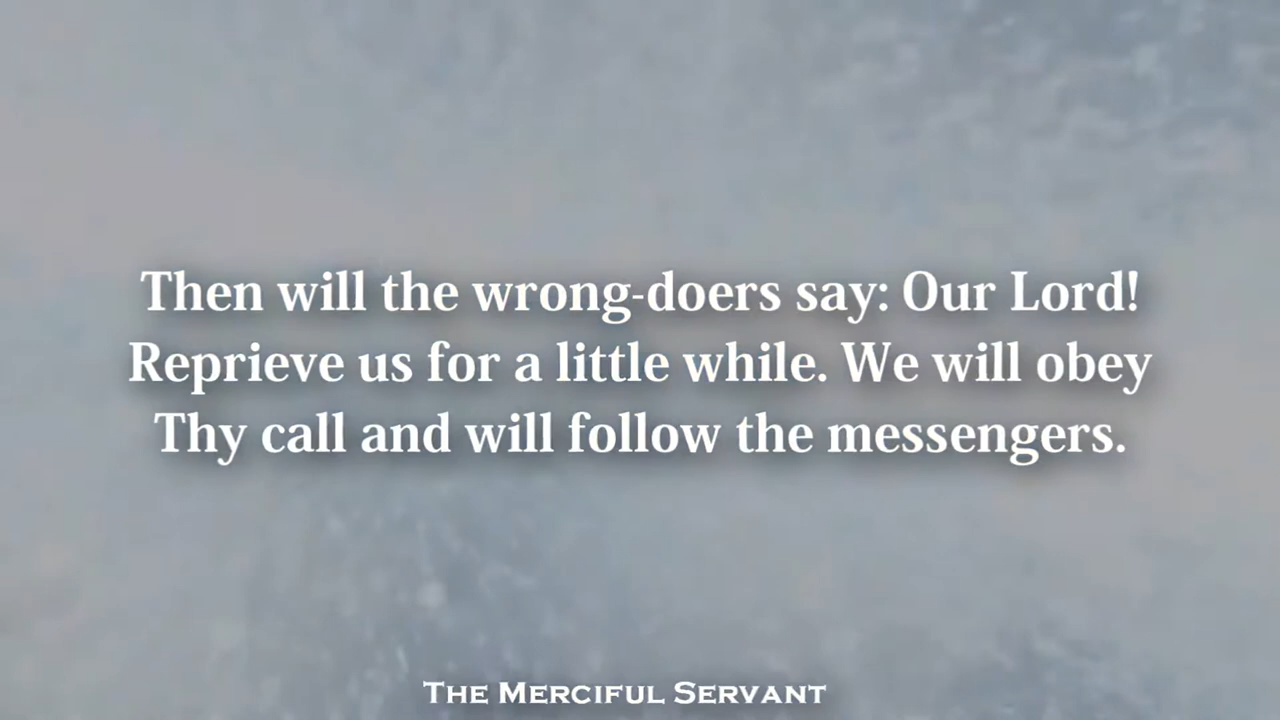 Then will the wrong-doers say: Our Lord!
Reprieve us for a little while. We will obey
Thy call and will follow the messengers.
The Merciful Servant